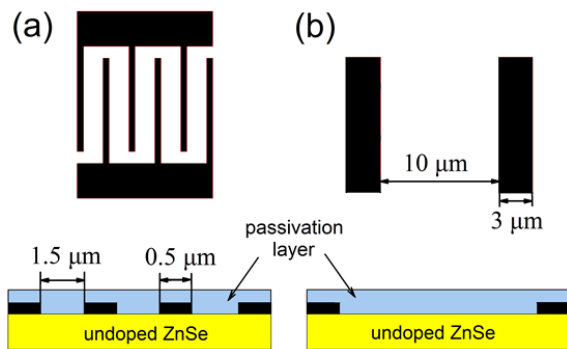 (a)
(b)
10 μm
3 μm
passivation
layer
1.5 μm
0.5 μm
undoped ZnSe
undoped ZnSe